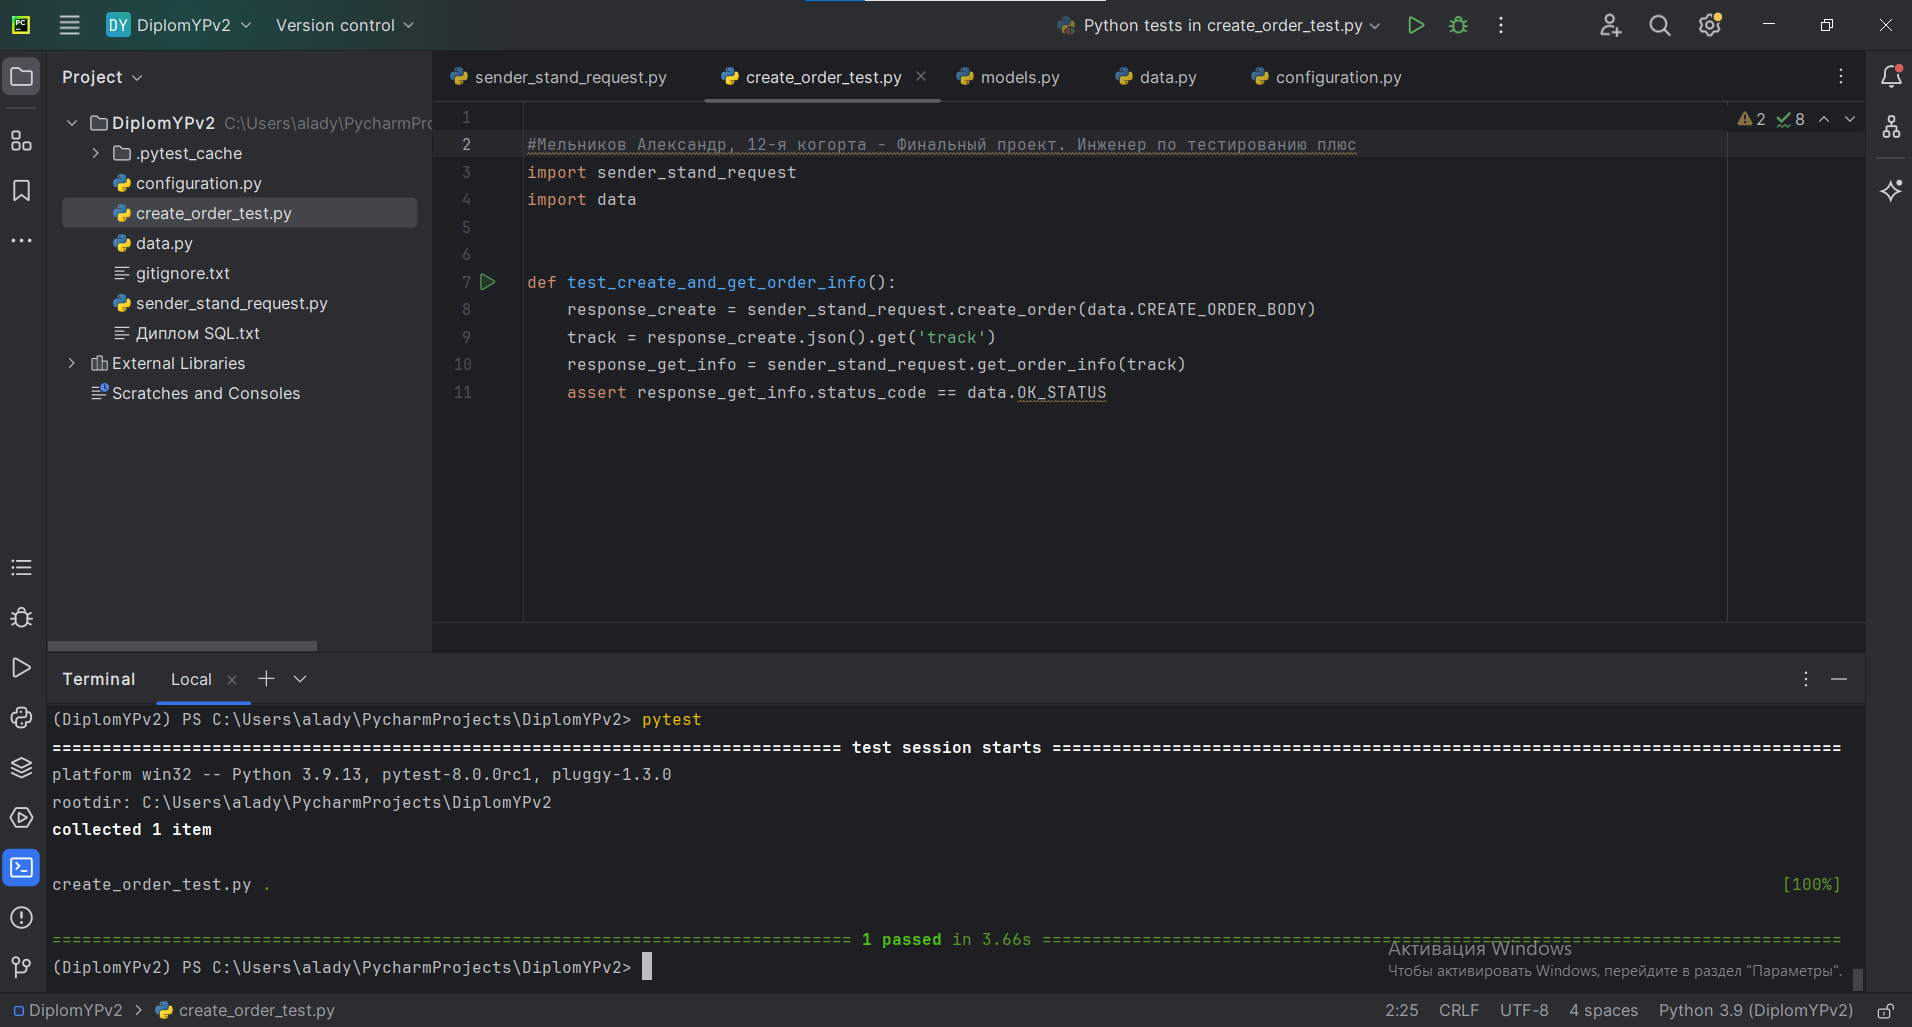 PC DY DiplomYPv2 Version control Python tests in create_order_test.py
Project
sender_stand_request.py create_order_test.py models.py data.py configuration.py
DiplomYPv2 C:\Users\alady\PycharmPro
.pytest_cache
configuration.py
create_order_test.py
data.py
gitignore.txt
sender_stand_request.py
Диплом SQL.txt
External Libraries
Scratches and Consoles
2 8
1
2 #Мельников Александр, 12-я когорта - Финальный проект. Инженер по тестированию плюс
3 import sender_stand_request
4 import data
5
6
7 def test_create_and_get_order_info():
8 response_create = sender_stand_request.create_order(data.CREATE_ORDER_BODY)
9 track = response_create.json().get('track')
10 response_get_info = sender_stand_request.get_order_info(track)
11 assert response_get_info.status_code == data.OK_STATUS
Terminal Local
(DiplomYPv2) PS C:\Users\alady\PycharmProjects\DiplomYPv2> pytest
=============================================================================== test session starts ===============================================================================
platform win32 -- Python 3.9.13, pytest-8.0.0rc1, pluggy-1.3.0
rootdir: C:\Users\alady\PycharmProjects\DiplomYPv2
collected 1 item
create_order_test.py . [100%]
================================================================================ 1 passed in 3.66s ================================================================================
(DiplomYPv2) PS C:\Users\alady\PycharmProjects\DiplomYPv2>
Активация Windows
Чтобы активировать Windows, перейдите в раздел "Параметры".
DiplomYPv2 create_order_test.py 2:25 CRLF UTF-8 4 spaces Python 3.9 (DiplomYPv2)